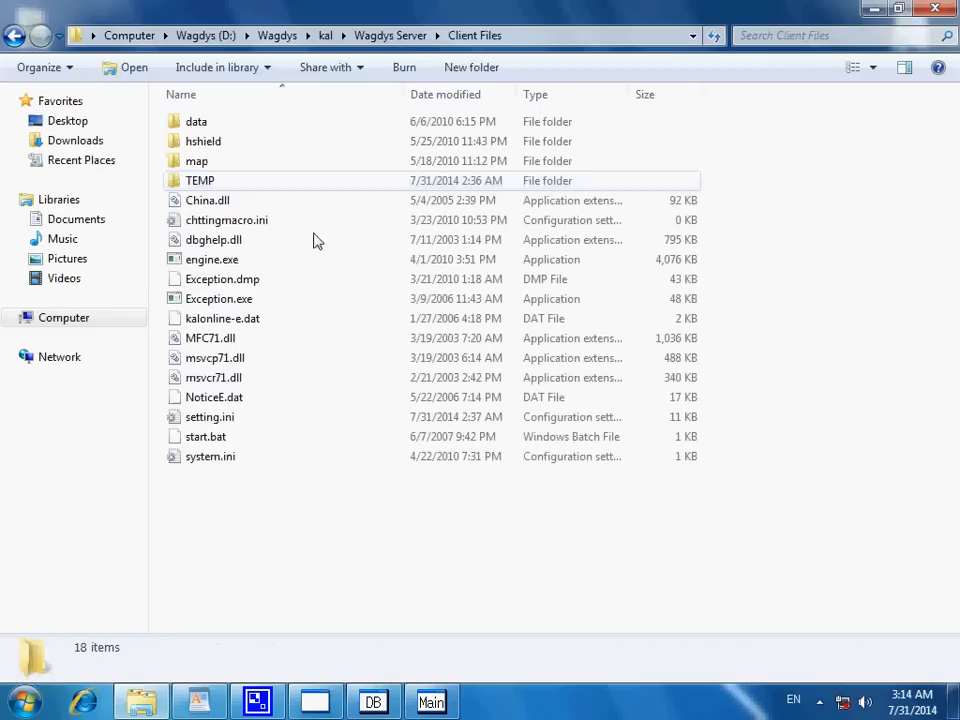 Computer Wagdys (D:) Wagdys kal Wagdys Server Client Files Search Client Files
Organize Open Include in library Share with Burn New folder
Name Date modified Type Size
Favorites
Desktop
Downloads
Recent Places
Libraries
Documents
Music
Pictures
Videos
Computer
Network
data 6/6/2010 6:15 PM File folder
hshield 5/25/2010 11:43 PM File folder
map 5/18/2010 11:12 PM File folder
TEMP 7/31/2014 2:36 AM File folder
China.dll 5/4/2005 2:39 PM Application extens... 92 KB
chttingmacro.ini 3/23/2010 10:53 PM Configuration sett... 0 KB
dbghelp.dll 7/11/2003 1:14 PM Application extens... 795 KB
engine.exe 4/1/2010 3:51 PM Application 4,076 KB
Exception.dmp 3/21/2010 1:18 AM DMP File 43 KB
Exception.exe 3/9/2006 11:43 AM Application 48 KB
kalonline-e.dat 1/27/2006 4:18 PM DAT File 2 KB
MFC71.dll 3/19/2003 7:20 AM Application extens... 1,036 KB
msvcp71.dll 3/19/2003 6:14 AM Application extens... 488 KB
msvcr71.dll 2/21/2003 2:42 PM Application extens... 340 KB
NoticeE.dat 5/22/2006 7:14 PM DAT File 17 KB
setting.ini 7/31/2014 2:37 AM Configuration sett... 11 KB
start.bat 6/7/2007 9:42 PM Windows Batch File 1 KB
system.ini 4/22/2010 7:31 PM Configuration sett... 1 KB
18 items
DB Main EN 3:14 AM
7/31/2014